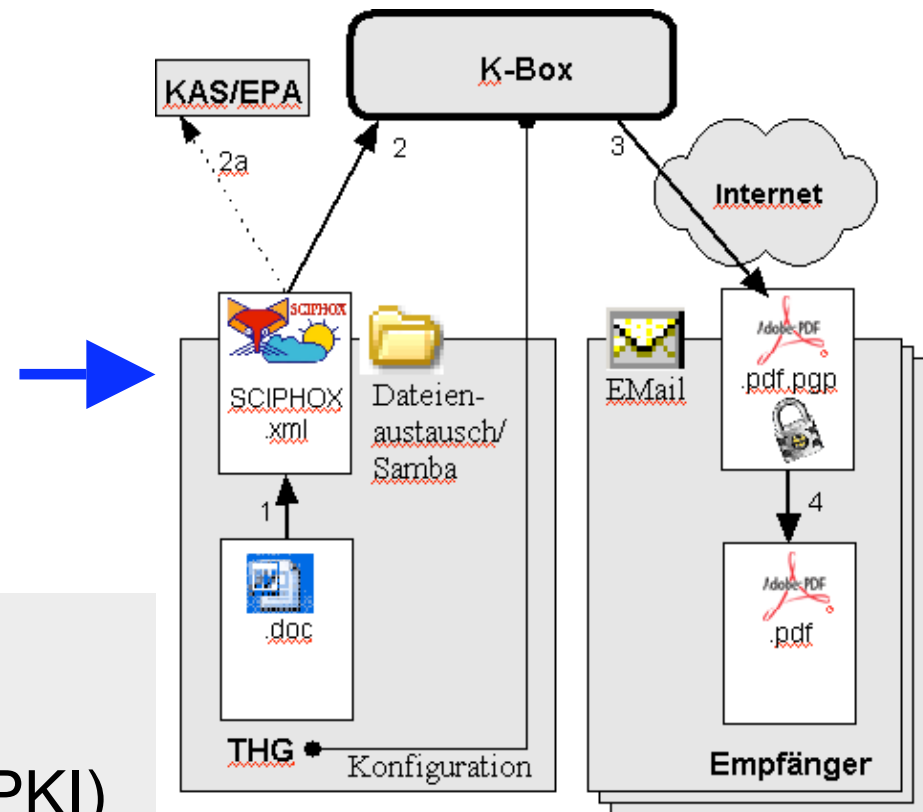 K-Box
KAS/EPA
2a
2
3
Internet
SCIPHOX
SCIPHOX
.xml
Dateien-
austausch/
Samba
EMail
Adobe PDF
.pdf.pgp
1
4
.doc
Adobe PDF
.pdf
THG
Konfiguration
Empfänger
PKI)